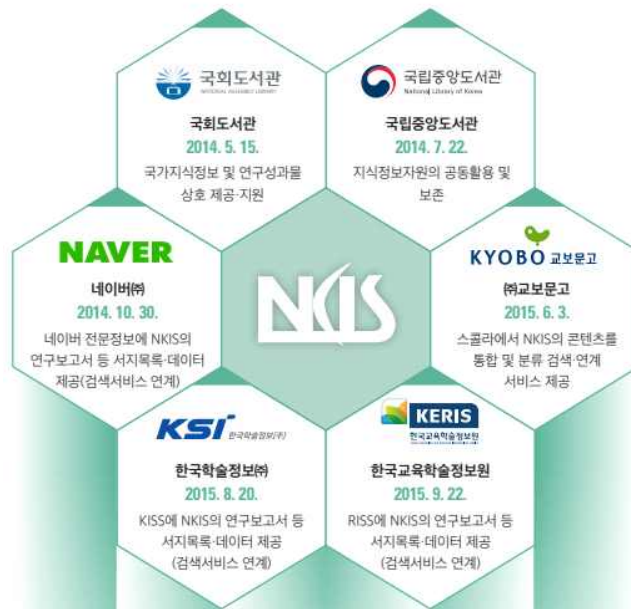 국회도서관
NATIONAL ASSEMBLY LIBRARY
국회도서관
2014. 5. 15.
국가지식정보 및 연구성과물
상호 제공·지원
국립중앙도서관
National Library of Korea
국립중앙도서관
2014. 7. 22.
지식정보자원의 공동활용 및
보존
NAVER
네이버㈜
2014. 10. 30.
네이버 전문정보에 NKIS의
연구보고서 등 서지목록·데이터
제공(검색서비스 연계)
NKIS
KYOBO 교보문고
㈜교보문고
2015. 6. 3.
스콜라에서 NKIS의 콘텐츠를
통합 및 분류 검색·연계
서비스 제공
KSI 한국학술정보(주)
한국학술정보㈜
2015. 8. 20.
KISS에 NKIS의 연구보고서 등
서지목록·데이터 제공
(검색서비스 연계)
KERIS
한국교육학술정보원
한국교육학술정보원
2015. 9. 22.
RISS에 NKIS의 연구보고서 등
서지목록·데이터 제공
(검색서비스 연계)